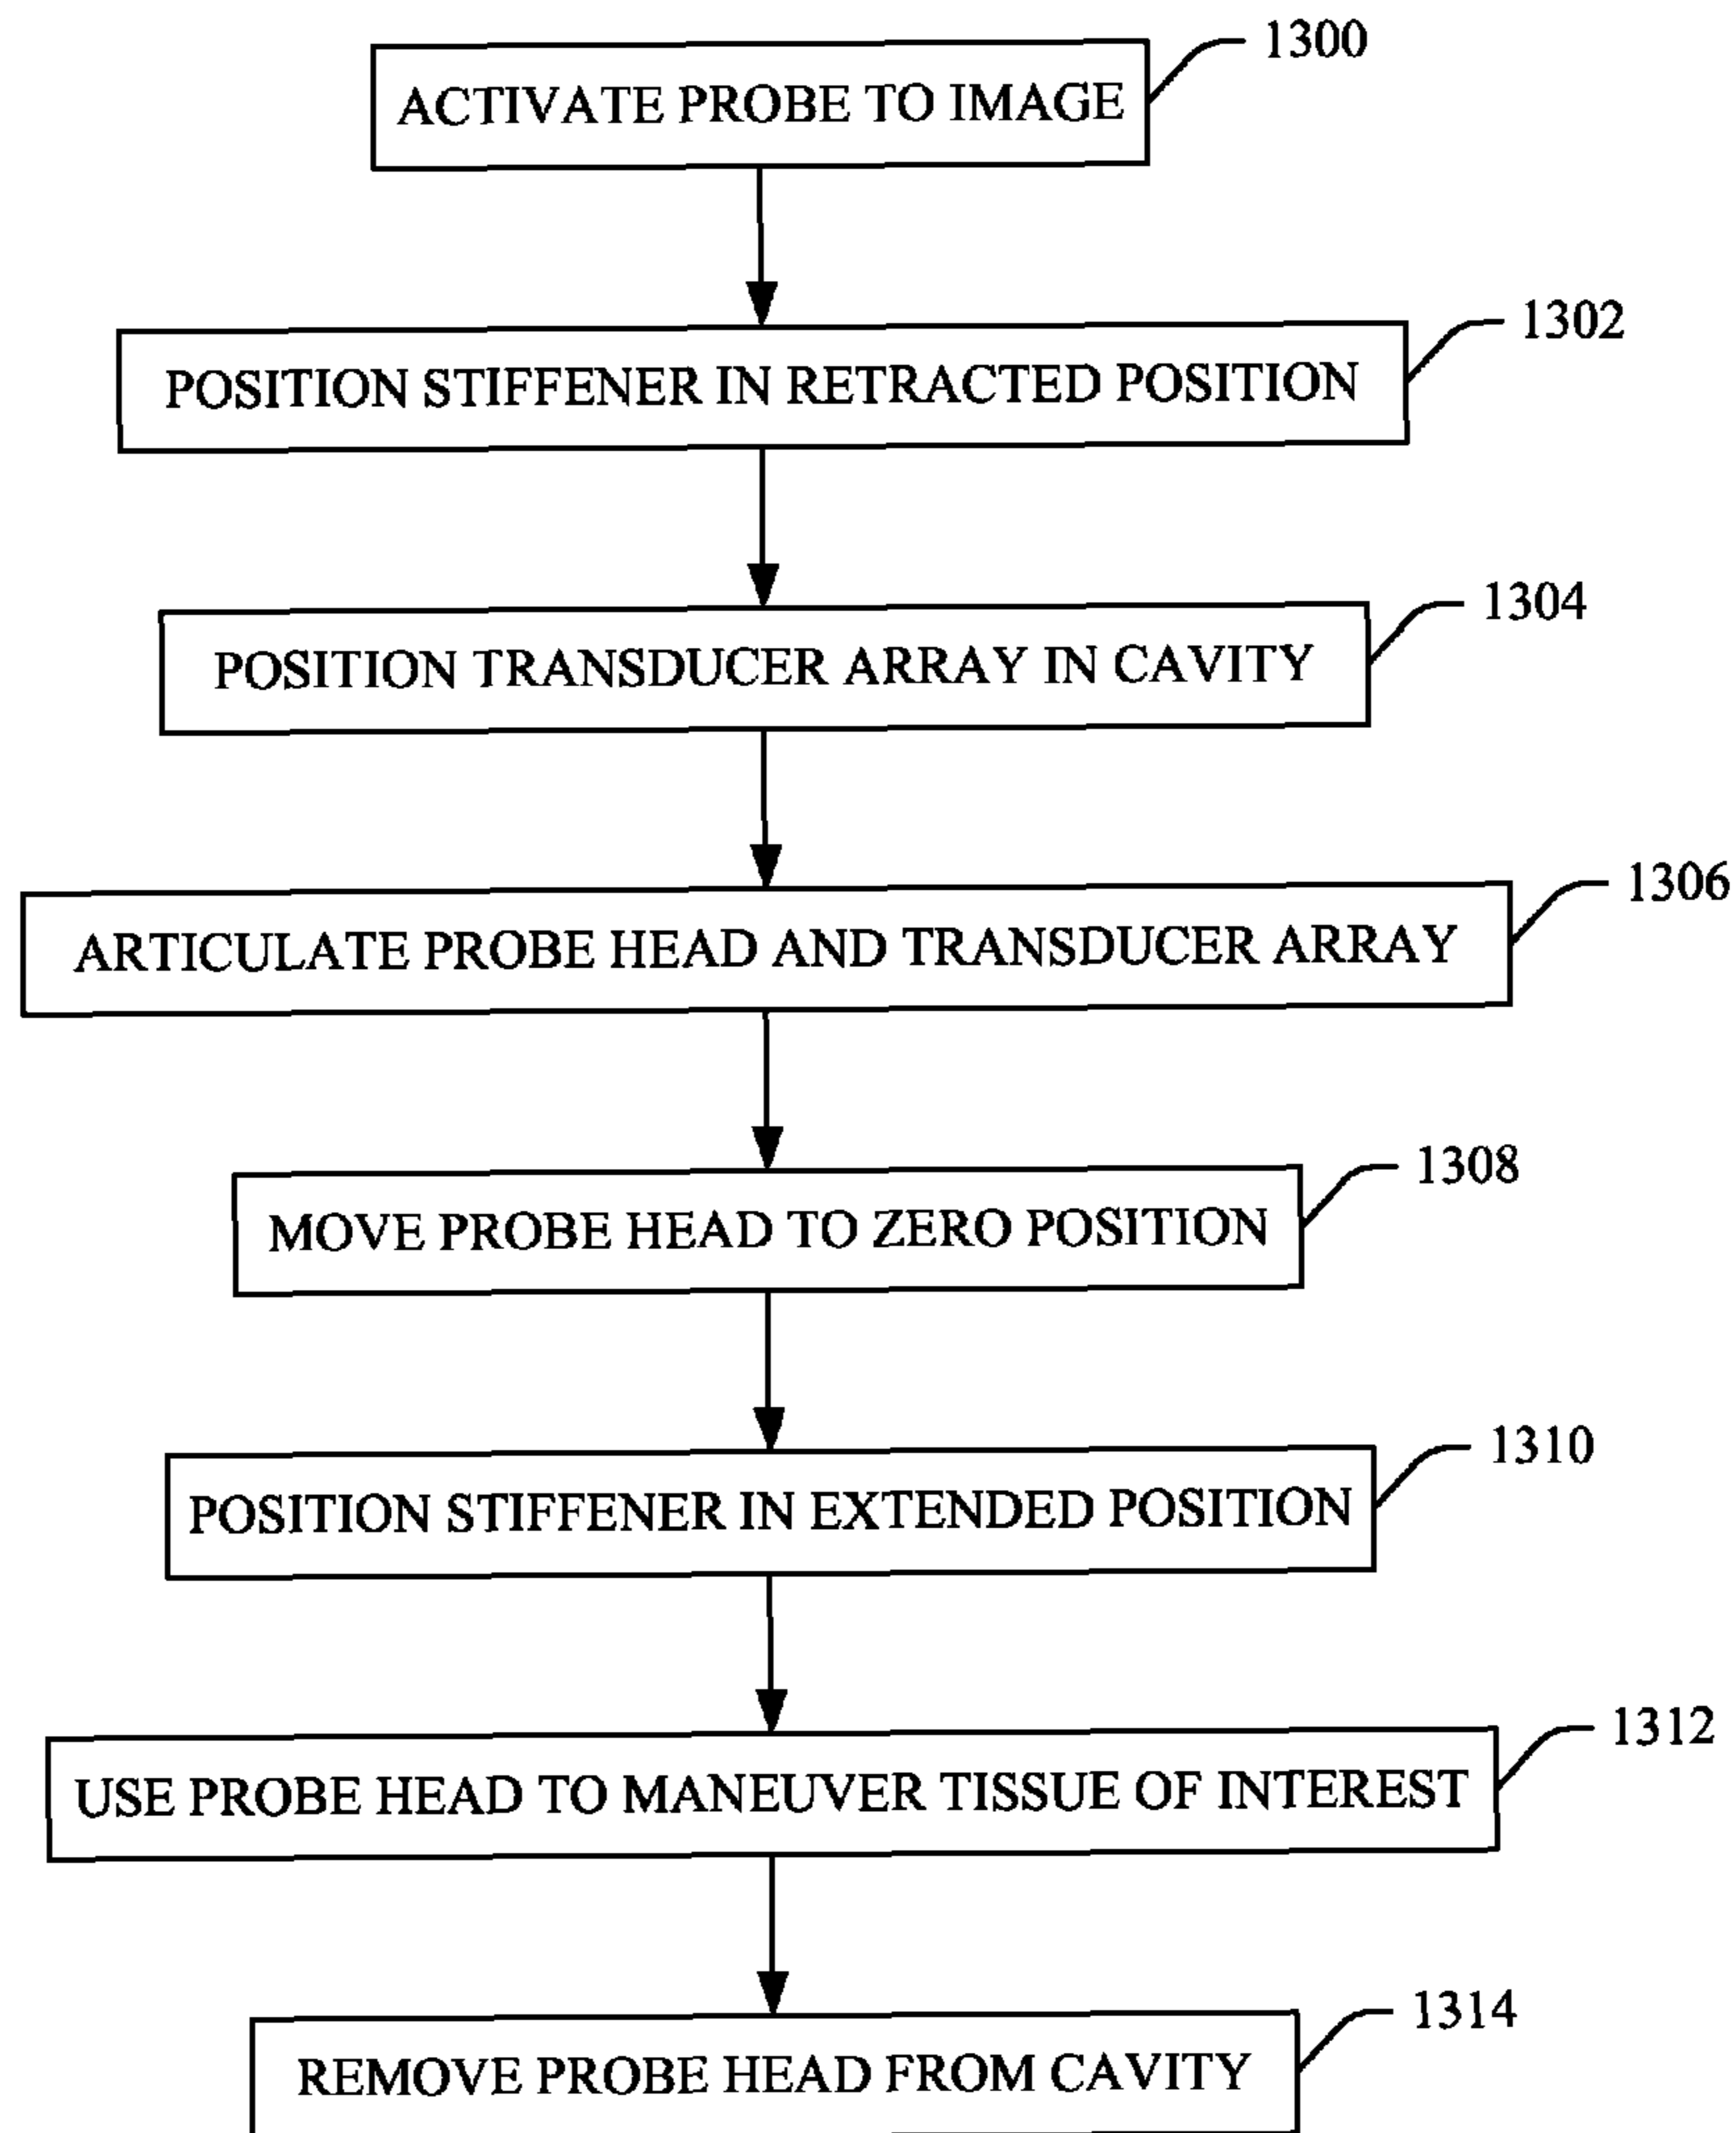 1300
ACTIVATE PROBE TO IMAGE
1302
POSITION STIFFENER IN RETRACTED POSITION
1304
POSITION TRANSDUCER ARRAY IN CAVITY
1306
ARTICULATE PROBE HEAD AND TRANSDUCER ARRAY
1308
MOVE PROBE HEAD TO ZERO POSITION
1310
POSITION STIFFENER IN EXTENDED POSITION
1312
USE PROBE HEAD TO MANEUVER TISSUE OF INTEREST
1314
REMOVE PROBE HEAD FROM CAVITY